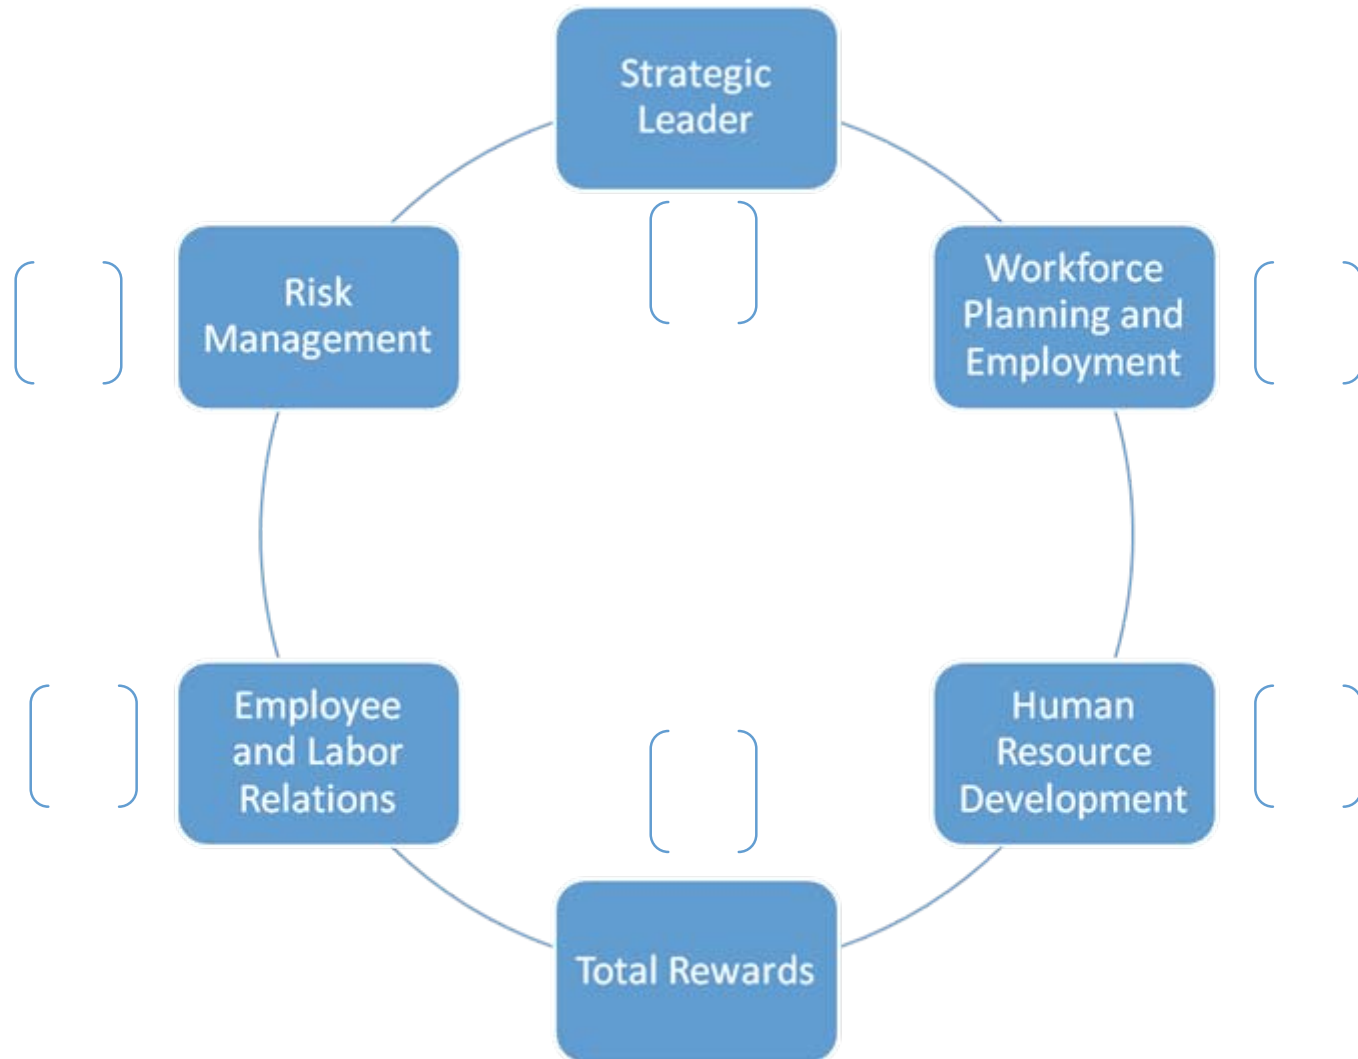 Strategic
Leader
Workforce
Planning and
Employment
Human
Resource
Development
Total Rewards
Employee
and Labor
Relations
Risk
Management